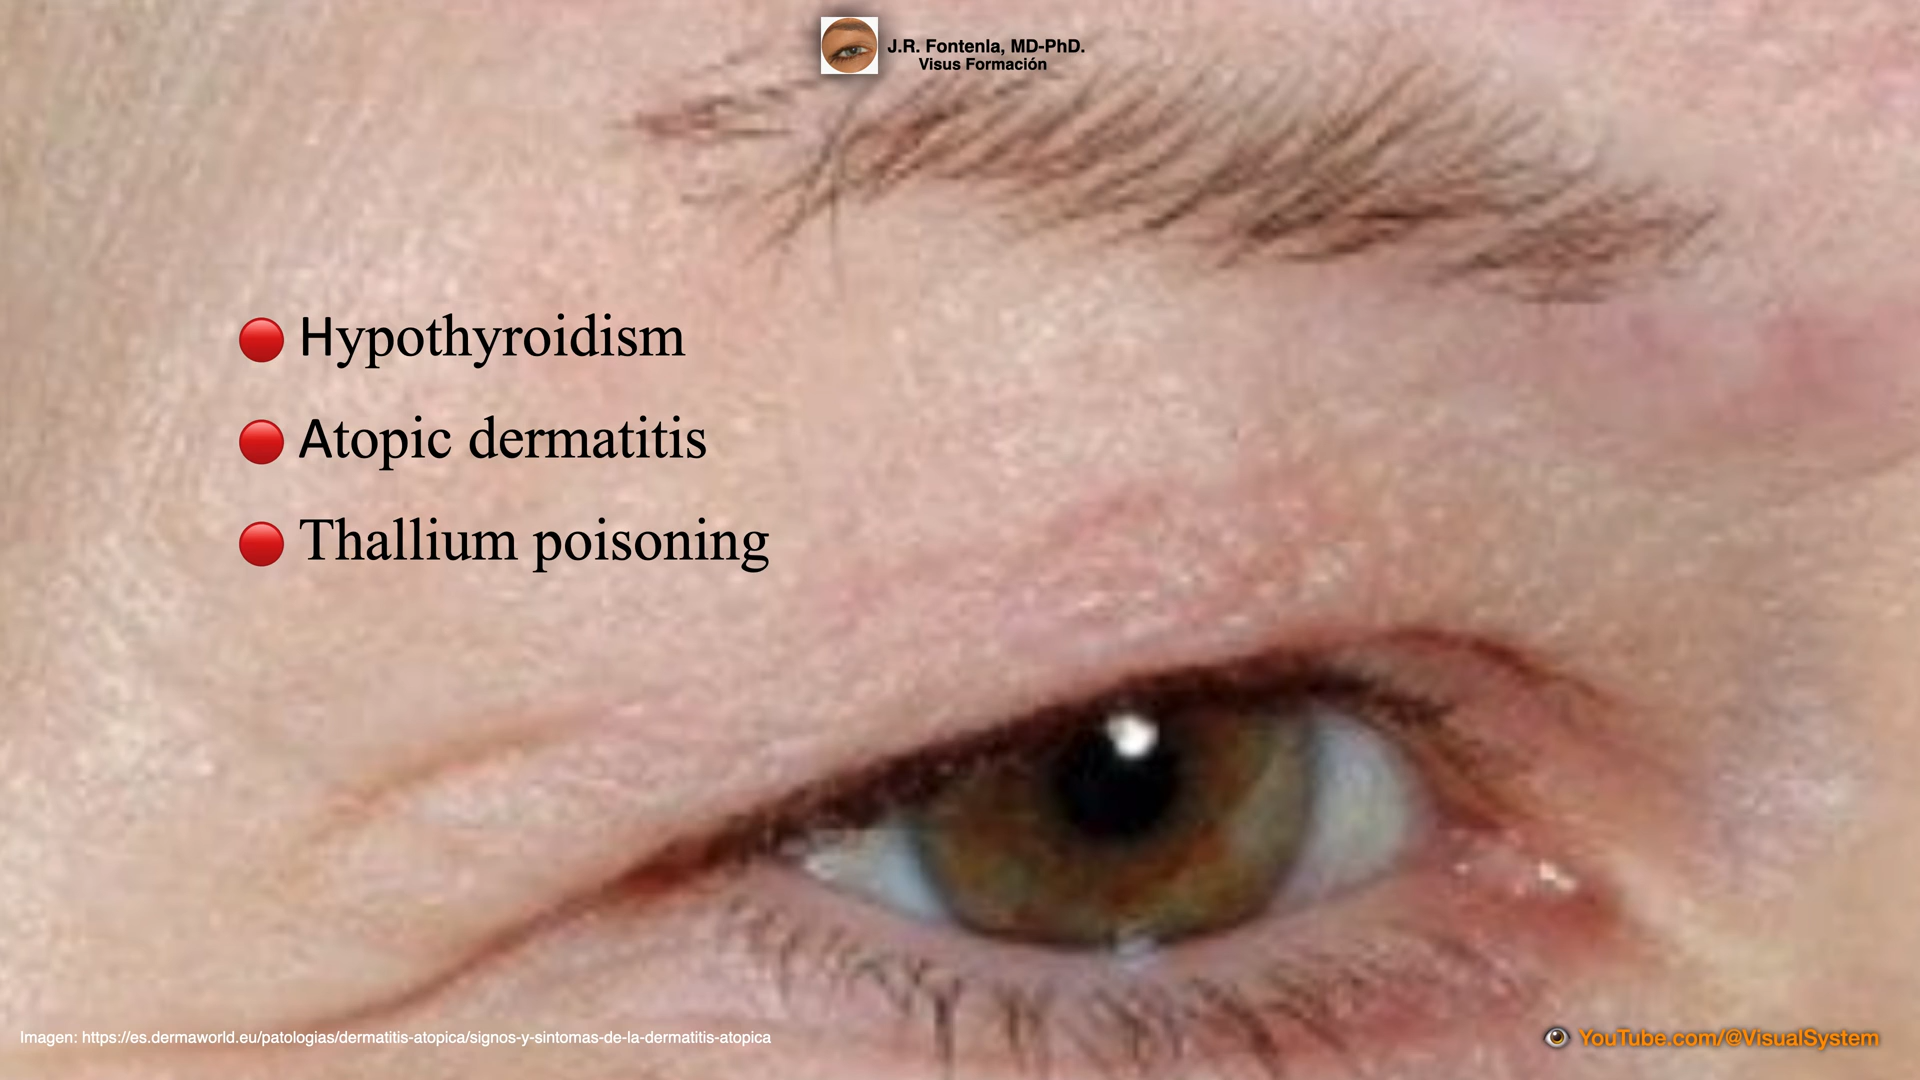 J.R. Fontenla, MD-PhD.
Visus Formación
Hypothyroidism
Atopic dermatitis
Thallium poisoning
Imagen: https://es.dermaworld.eu/patologias/dermatitis-atopica/signos-y-sintomas-de-la-dermatitis-atopica
YouTube.com/@VisualSystem